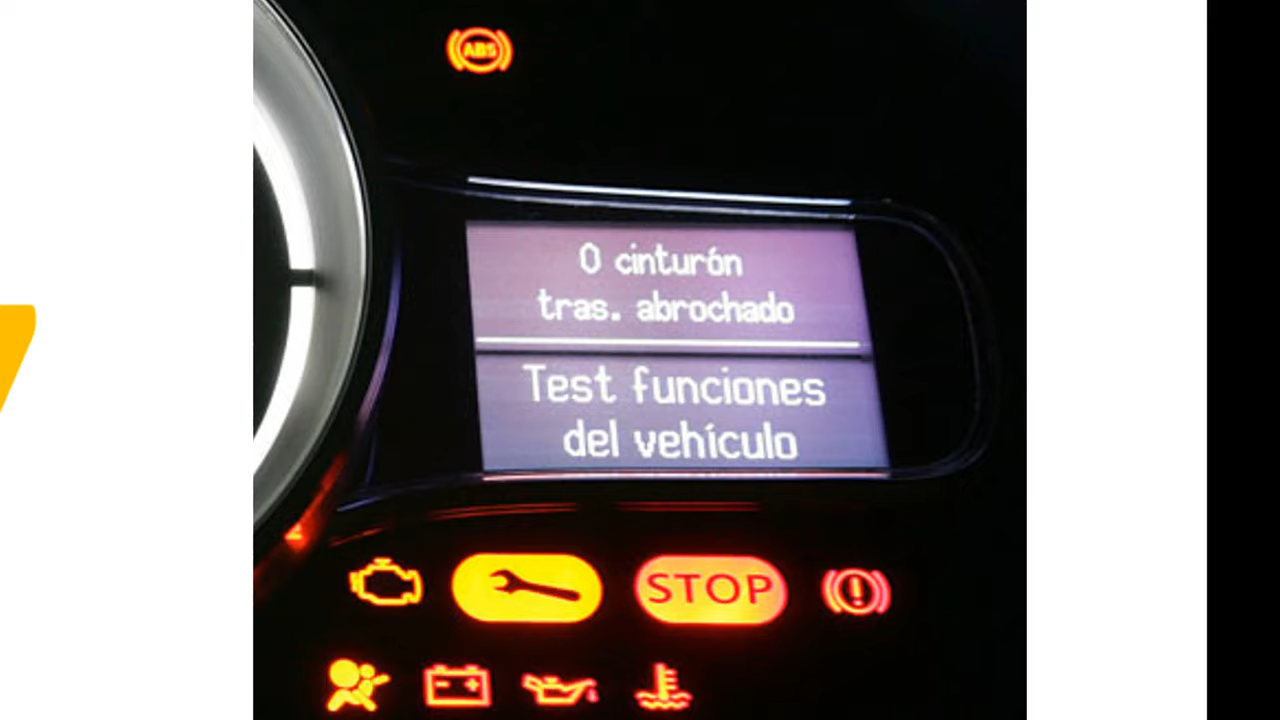 ABS
0 cinturón
tras. abrochado
Test funciones
del vehículo
STOP